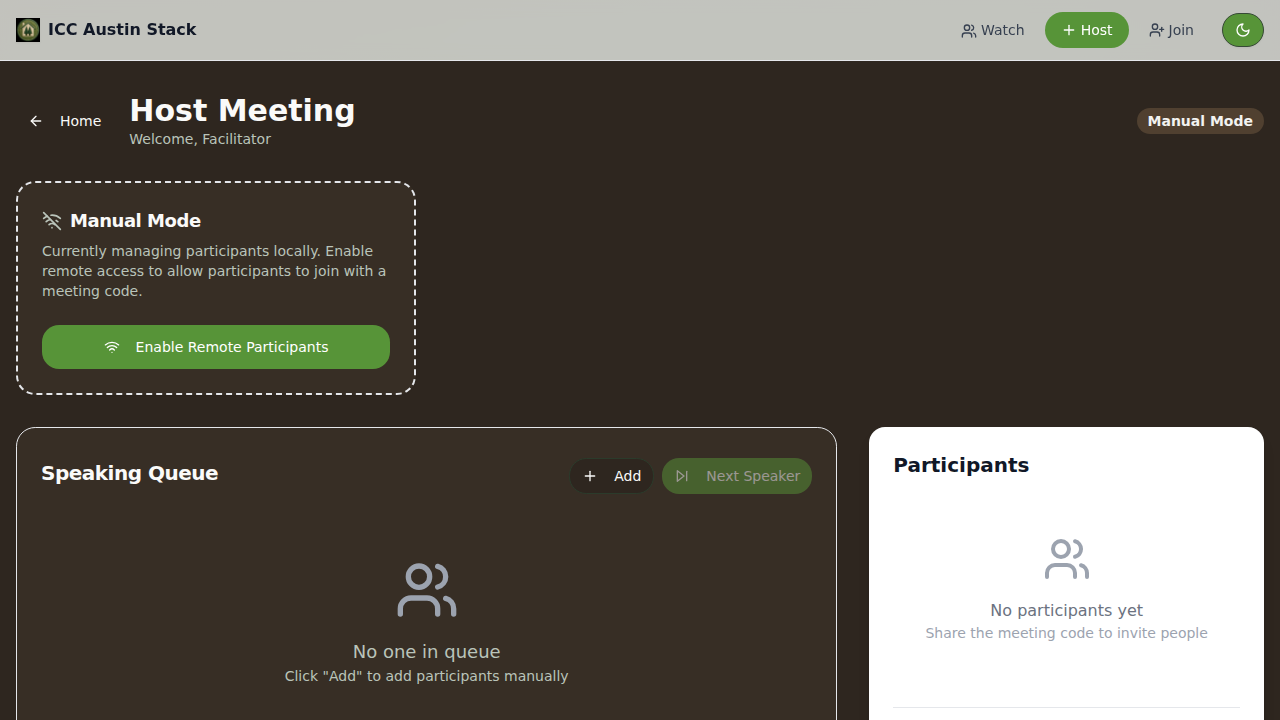 ICC Austin Stack
Watch
Host
Join
Home
Host Meeting
Welcome, Facilitator
Manual Mode
Manual Mode
Currently managing participants locally. Enable
remote access to allow participants to join with a
meeting code.
Enable Remote Participants
Speaking Queue
Add
Next Speaker
No one in queue
Click "Add" to add participants manually
Participants
No participants yet
Share the meeting code to invite people